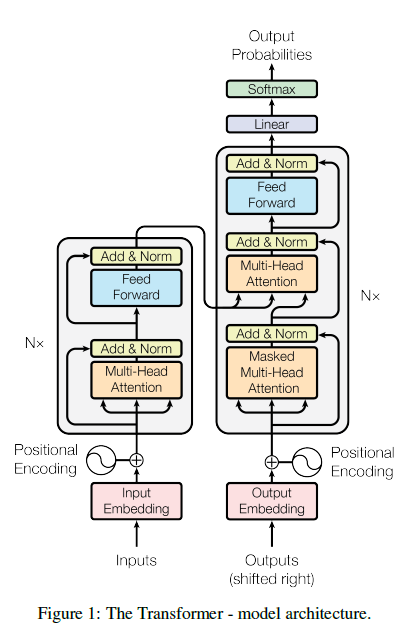 Output
Probabilities
Softmax
Linear
Add & Norm
Feed
Forward
Add & Norm
Multi-Head
Attention
Add & Norm
Masked
Multi-Head
Attention
N×
Add & Norm
Feed
Forward
Add & Norm
Multi-Head
Attention
N×
Positional
Encoding
Positional
Encoding
Input
Embedding
Output
Embedding
Inputs
Outputs
(shifted right)
Figure 1: The Transformer - model architecture.